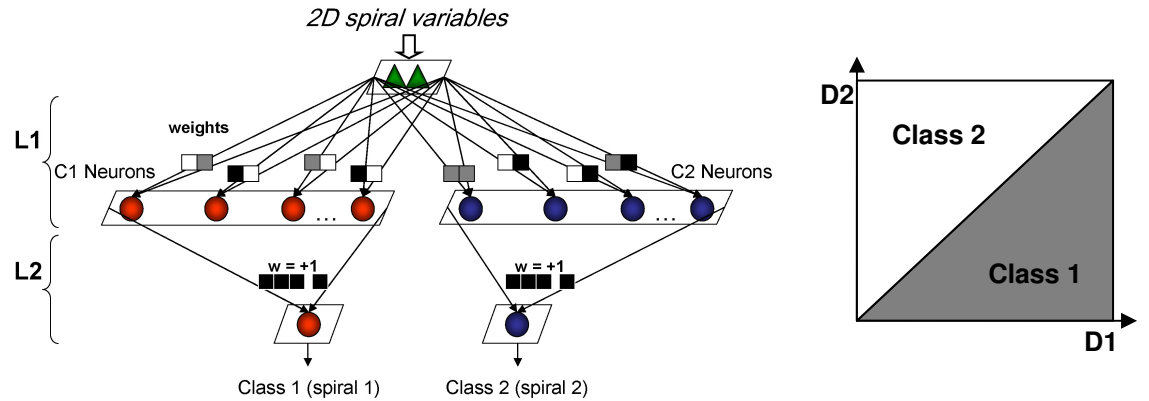 2D spiral variables
L1
weights
C1 Neurons
C2 Neurons
...
...
L2
w = +1
w = +1
Class 1 (spiral 1)
Class 2 (spiral 2)
D2
Class 2
Class 1
D1